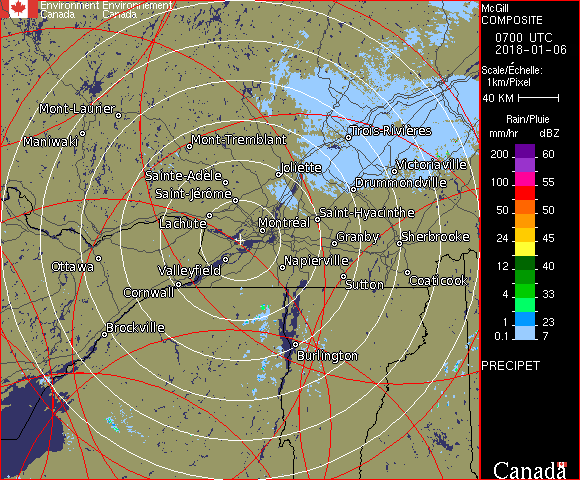 Environment Environnement
Canada Canada
McGill
COMPOSITE
0700 UTC
2018-01-06
Scale/Échelle:
1km/Pixel
40 KM
Rain/Pluie
mm/hr dBZ
200 60
100 55
50 50
24 45
12 40
4 33
1 23
0.1 7
PRECIPET
Canada
Mont-Laurier
Maniwaki
Mont-Tremblant
Trois-Rivières
Sainte-Adèle
Joliette
Victoriaville
Saint-Jérôme
Drummondville
Lachute
Montréal
Saint-Hyacinthe
Granby
Sherbrooke
Ottawa
Valleyfield
Napierville
Cornwall
Sutton
Coaticook
Brockville
Burlington